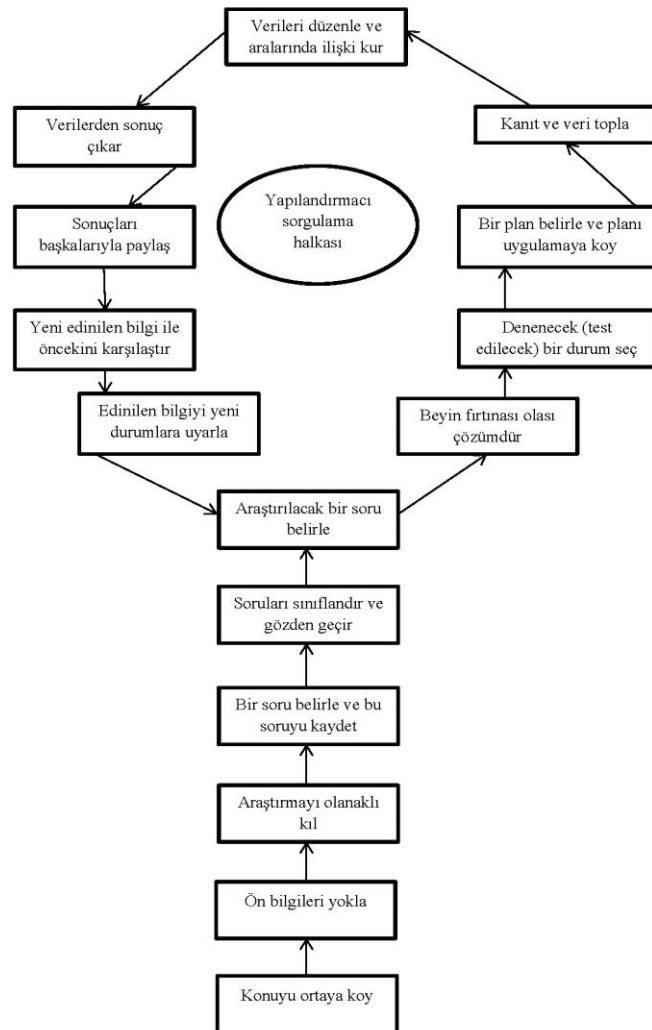 Verileri düzenle ve
aralarında ilişki kur
Verilerden sonuç
çıkar
Kanıt ve veri topla
Yapılandırmacı
sorgulama
halkası
Sonuçları
başkalarıyla paylaş
Bir plan belirle ve planı
uygulamaya koy
Yeni edinilen bilgi ile
öncekini karşılaştır
Denenecek (test
edilecek) bir durum seç
Edinilen bilgiyi yeni
durumlara uyarla
Beyin fırtınası olası
çözümdür
Araştırılacak bir soru
belirle
Soruları sınıflandır ve
gözden geçir
Bir soru belirle ve bu
soruyu kaydet
Araştırmayı olanaklı
kıl
Ön bilgileri yokla
Konuyu ortaya koy